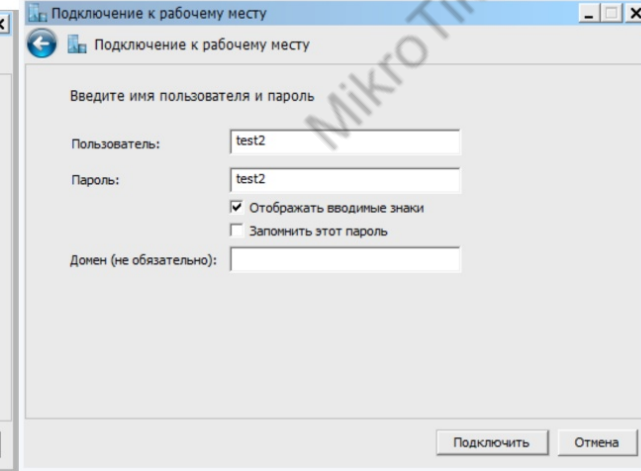 Подключение к рабочему месту
Подключение к рабочему месту
Введите имя пользователя и пароль
Пользователь: test2
Пароль: test2
Отображать вводимые знаки
Запомнить этот пароль
Домен (не обязательно):
Подключить Отмена